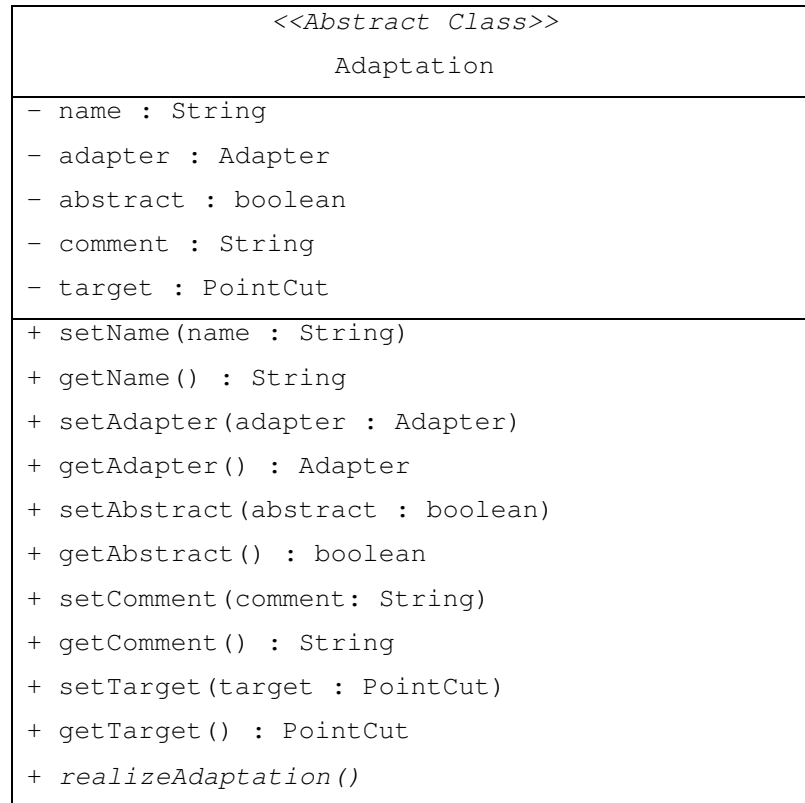 <<Abstract Class>>
Adaptation
- name : String
- adapter : Adapter
- abstract : boolean
- comment : String
- target : PointCut
+ setName(name : String)
+ getName() : String
+ setAdapter(adapter : Adapter)
+ getAdapter() : Adapter
+ setAbstract(abstract : boolean)
+ getAbstract() : boolean
+ setComment(comment: String)
+ getComment() : String
+ setTarget(target : PointCut)
+ getTarget() : PointCut
+ realizeAdaptation()